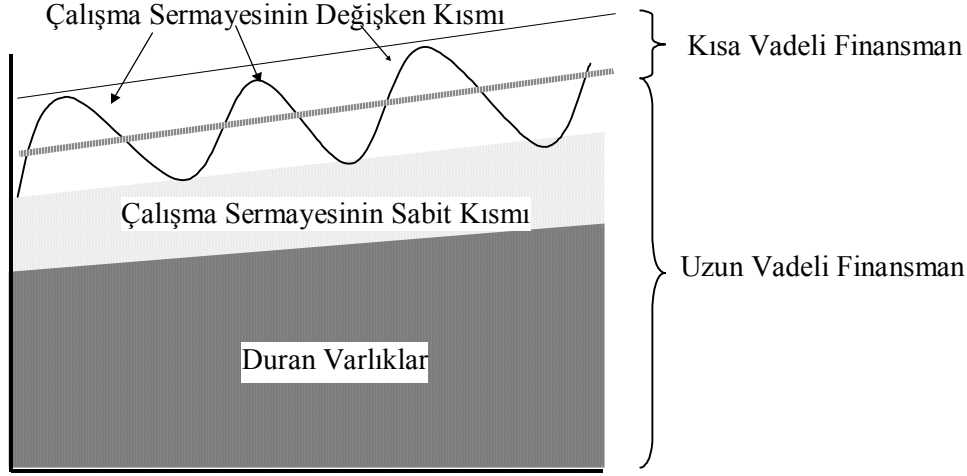 Çalışma Sermayesinin Değişken Kısmı
Kısa Vadeli Finansman
Çalışma Sermayesinin Sabit Kısmı
Uzun Vadeli Finansman
Duran Varlıklar